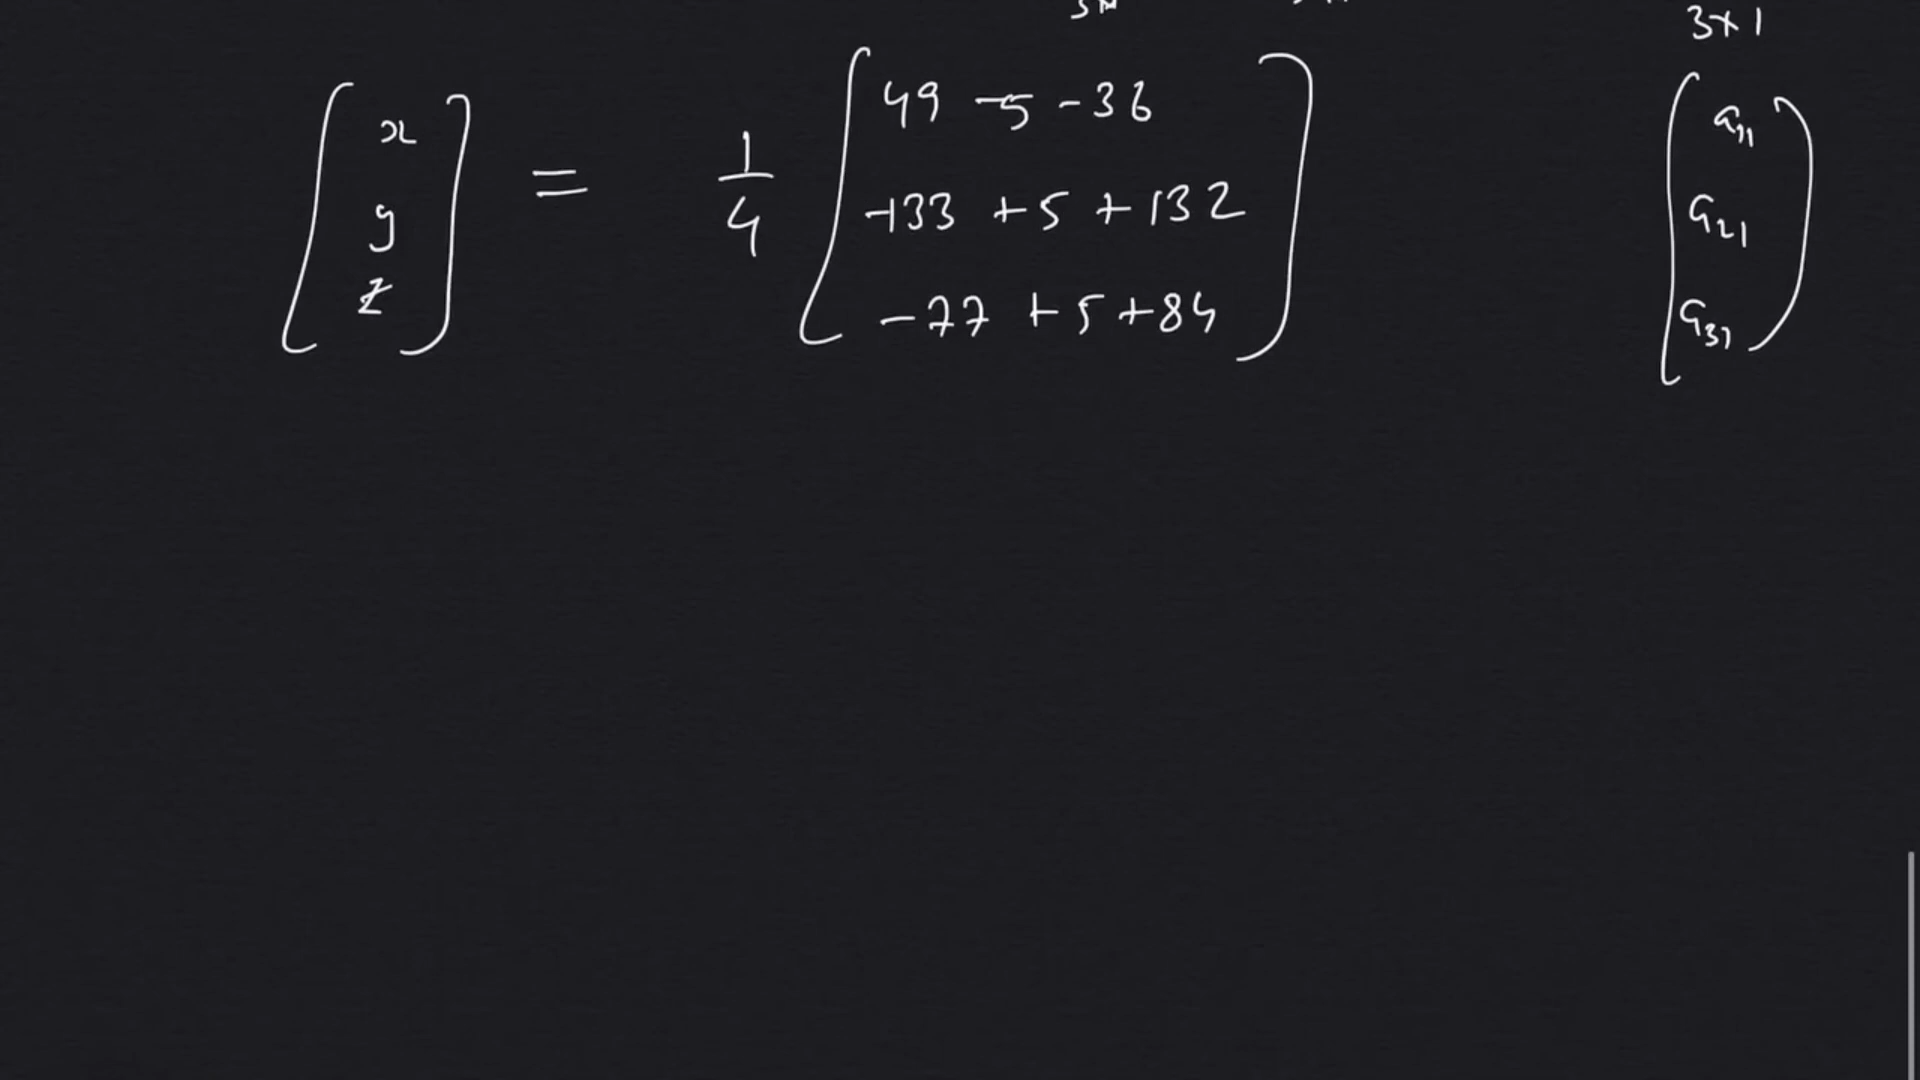 3×1
[x y z] = 1/4 [49 -5 -36
-133 +5 +132
-77 +5 +84]
(a11
a21
a31)